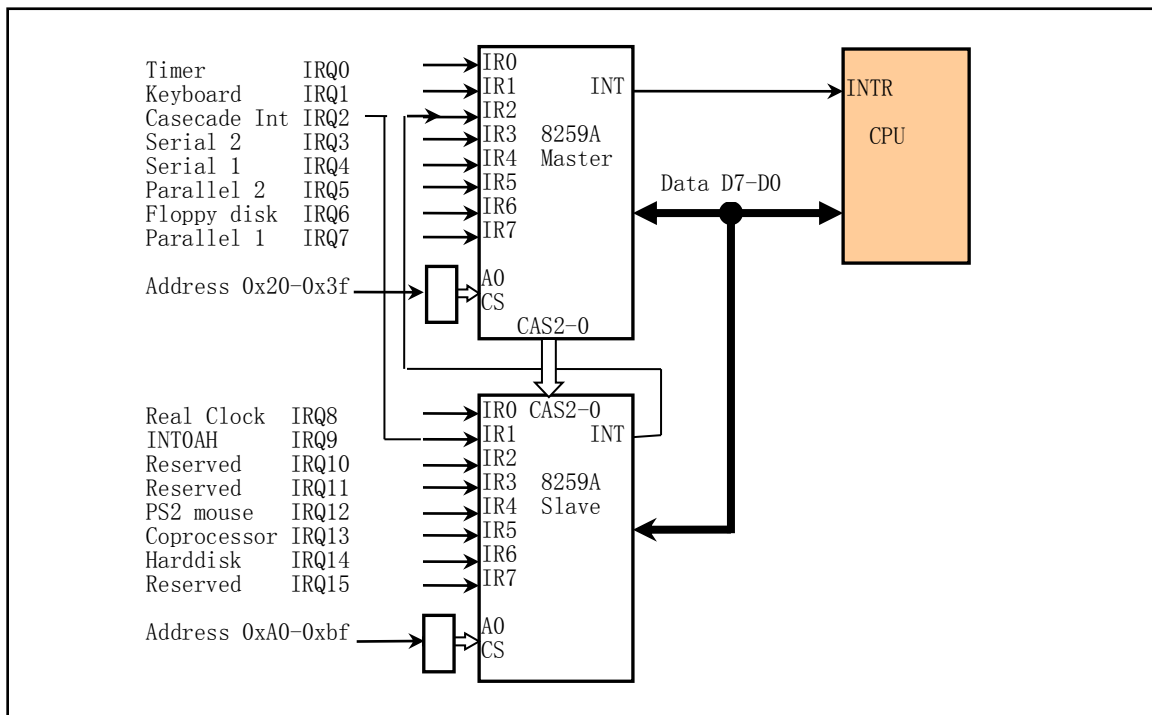 Timer IRQ0
Keyboard IRQ1
Casecade Int IRQ2
Serial 2 IRQ3
Serial 1 IRQ4
Parallel 2 IRQ5
Floppy disk IRQ6
Parallel 1 IRQ7
Address 0x20-0x3f
IR0
IR1
IR2
IR3
IR4
IR5
IR6
IR7
A0
CS
INT
8259A
Master
CAS2-0
INTR
CPU
Data D7-D0
Real Clock IRQ8
INT0AH IRQ9
Reserved IRQ10
Reserved IRQ11
PS2 mouse IRQ12
Coprocessor IRQ13
Harddisk IRQ14
Reserved IRQ15
Address 0xA0-0xbf
IR0 CAS2-0
IR1
IR2
IR3
IR4
IR5
IR6
IR7
A0
CS
INT
8259A
Slave